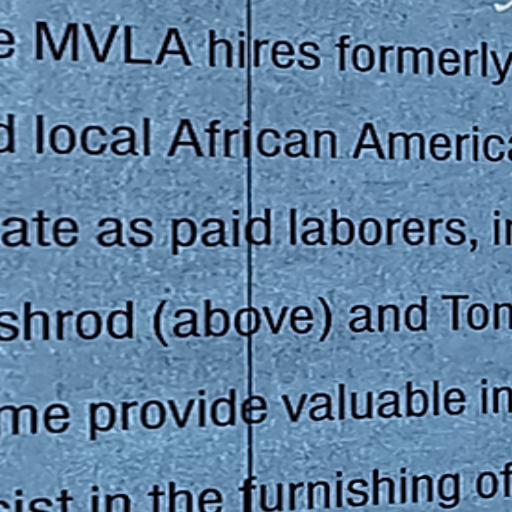 e MVLA hires formerly
d local African America
ate as paid laborers, in
shrod (above) and Tom
me provide valuable in
sist in the furnishing of